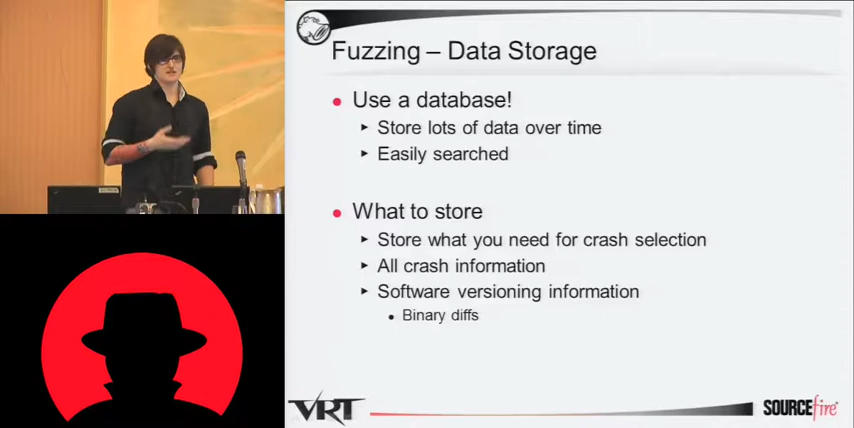 Fuzzing – Data Storage
Use a database!
Store lots of data over time
Easily searched
What to store
Store what you need for crash selection
All crash information
Software versioning information
Binary diffs
VRT
SOURCEfire